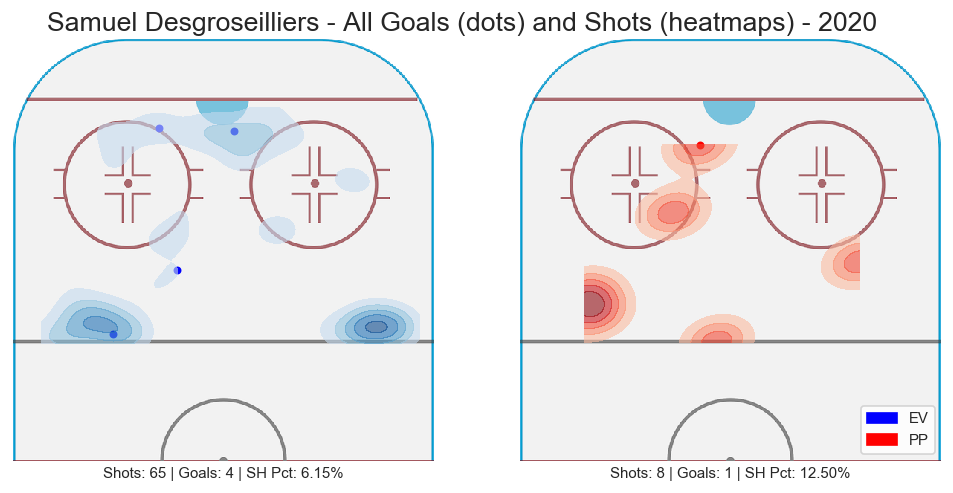 Samuel Desgroseilliers - All Goals (dots) and Shots (heatmaps) - 2020
EV
PP
Shots: 65 | Goals: 4 | SH Pct: 6.15%
Shots: 8 | Goals: 1 | SH Pct: 12.50%